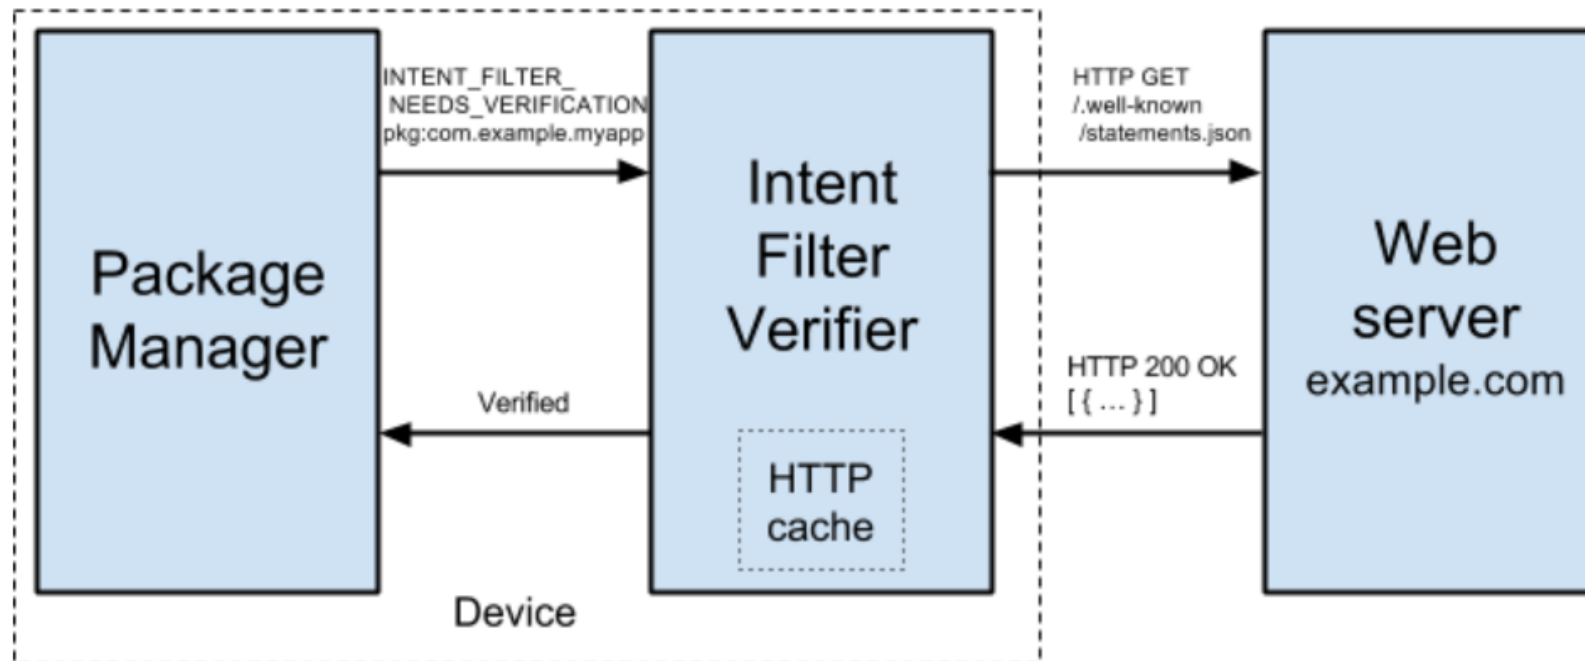 Package
Manager
INTENT_FILTER_
NEEDS_VERIFICATION
pkg:com.example.myapp
Verified
Intent
Filter
Verifier
HTTP
cache
Device
HTTP GET
/.well-known
/statements.json
HTTP 200 OK
[ { ... } ]
Web
server
example.com